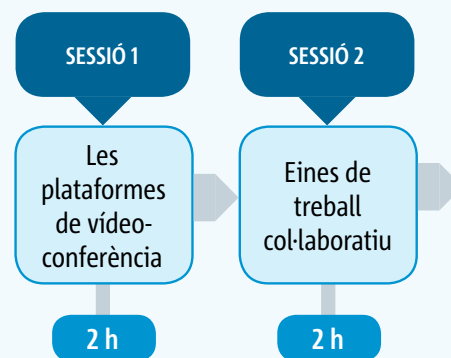 SESSIÓ 1
Les
plataformes
de vídeo-
conferència
2 h
SESSIÓ 2
Eines de
treball
col·laboratiu
2 h